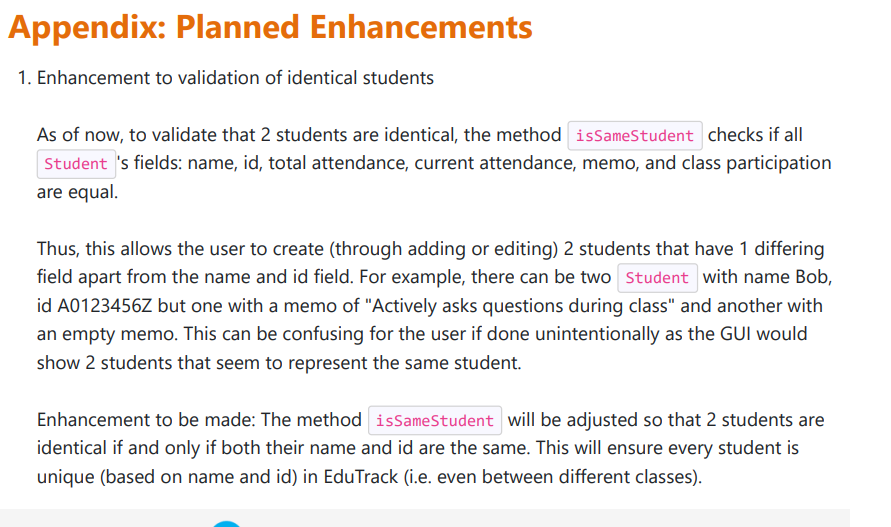 Appendix: Planned Enhancements
1. Enhancement to validation of identical students
As of now, to validate that 2 students are identical, the method isSameStudent checks if all
Student 's fields: name, id, total attendance, current attendance, memo, and class participation
are equal.
Thus, this allows the user to create (through adding or editing) 2 students that have 1 differing
field apart from the name and id field. For example, there can be two Student with name Bob,
id A0123456Z but one with a memo of "Actively asks questions during class" and another with
an empty memo. This can be confusing for the user if done unintentionally as the GUI would
show 2 students that seem to represent the same student.
Enhancement to be made: The method isSameStudent will be adjusted so that 2 students are
identical if and only if both their name and id are the same. This will ensure every student is
unique (based on name and id) in EduTrack (i.e. even between different classes).